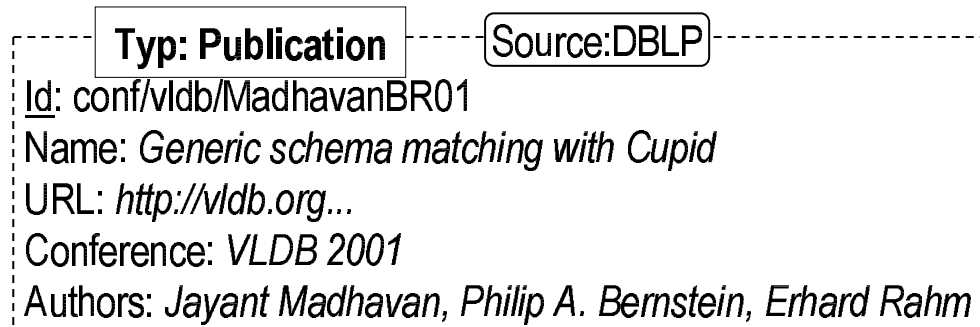 Typ: Publication Source:DBLP
Id: conf/vldb/MadhavanBR01
Name: Generic schema matching with Cupid
URL: http://vldb.org...
Conference: VLDB 2001
Authors: Jayant Madhavan, Philip A. Bernstein, Erhard Rahm